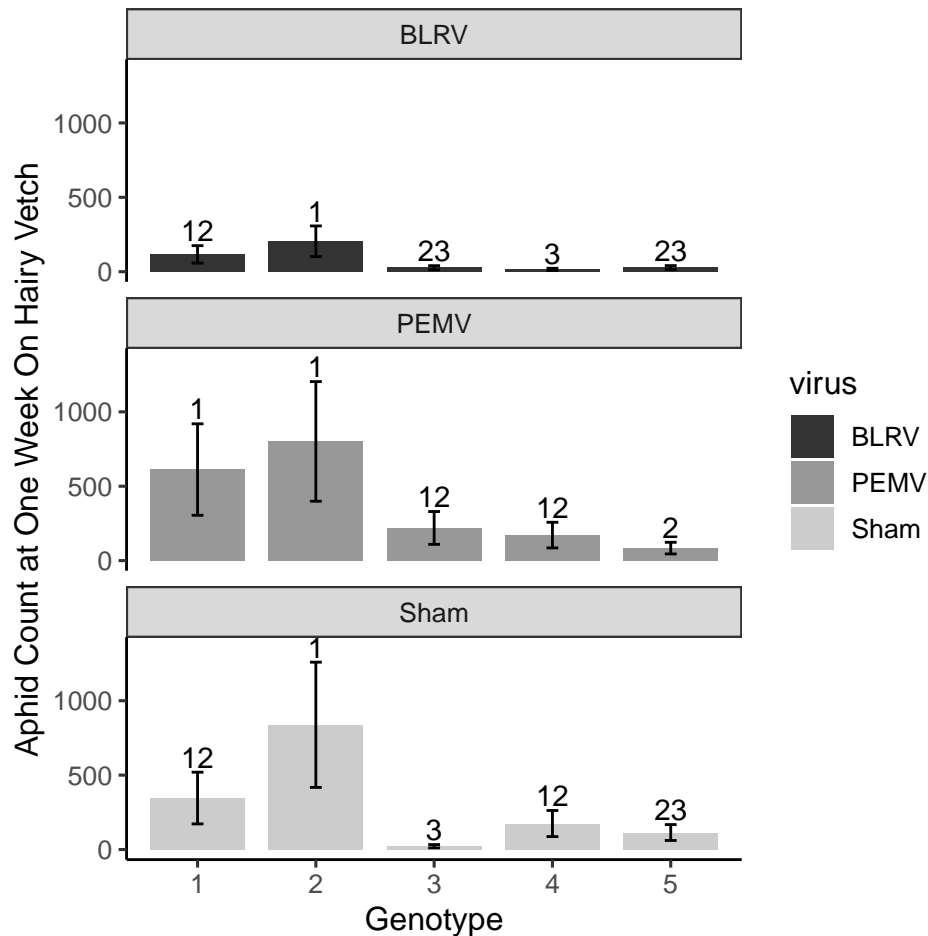 BLRV
1000
500
0
12
1
23
3
23
PEMV
1000
500
0
1
1
12
12
2
Sham
1000
500
0
12
1
3
12
23
1 2 3 4 5
Genotype
Aphid Count at One Week On Hairy Vetch
virus
BLRV
PEMV
Sham